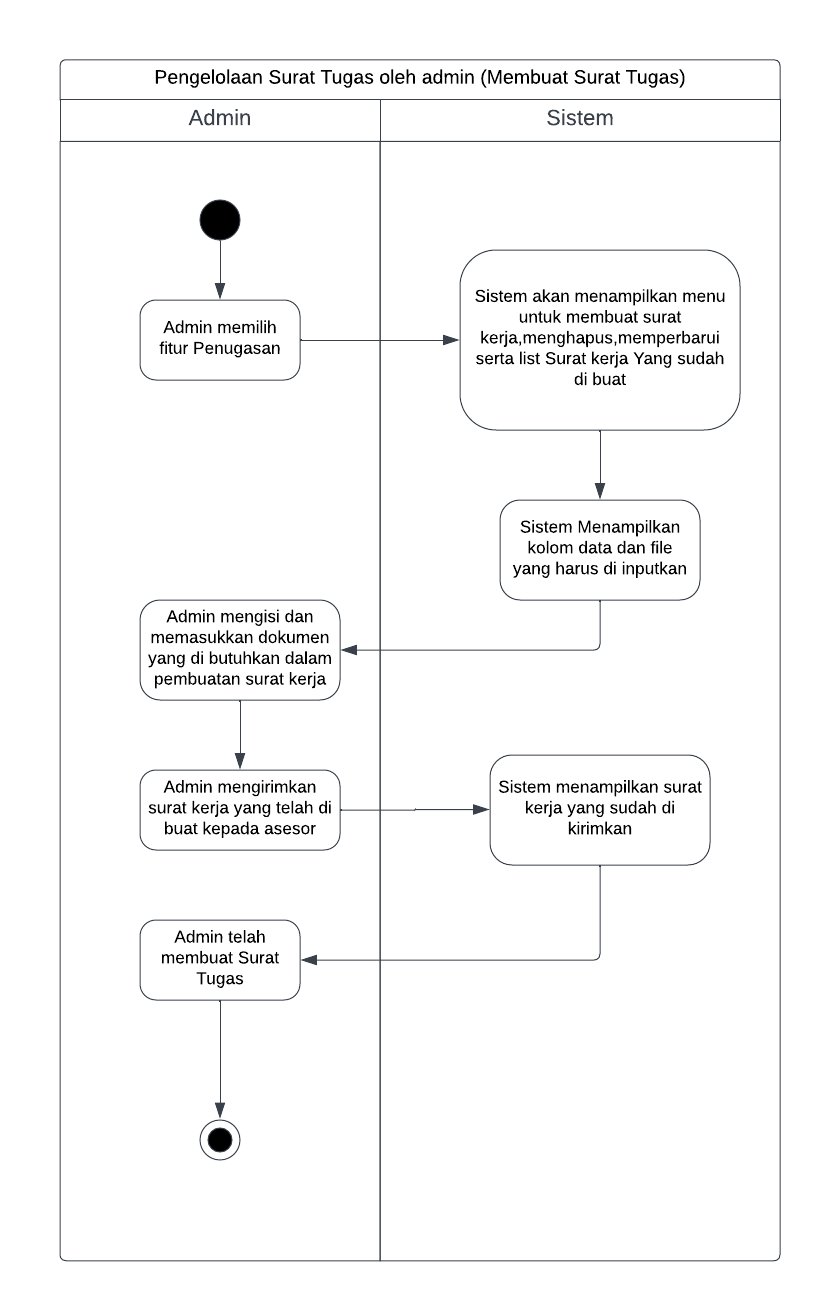 Pengelolaan Surat Tugas oleh admin (Membuat Surat Tugas)
Admin
Sistem
Admin memilih
fitur Penugasan
Sistem akan menampilkan menu
untuk membuat surat
kerja,menghapus,memperbarui
serta list Surat kerja Yang sudah
di buat
Sistem Menampilkan
kolom data dan file
yang harus di inputkan
Admin mengisi dan
memasukkan dokumen
yang di butuhkan dalam
pembuatan surat kerja
Admin mengirimkan
surat kerja yang telah di
buat kepada asesor
Sistem menampilkan surat
kerja yang sudah di
kirimkan
Admin telah
membuat Surat
Tugas